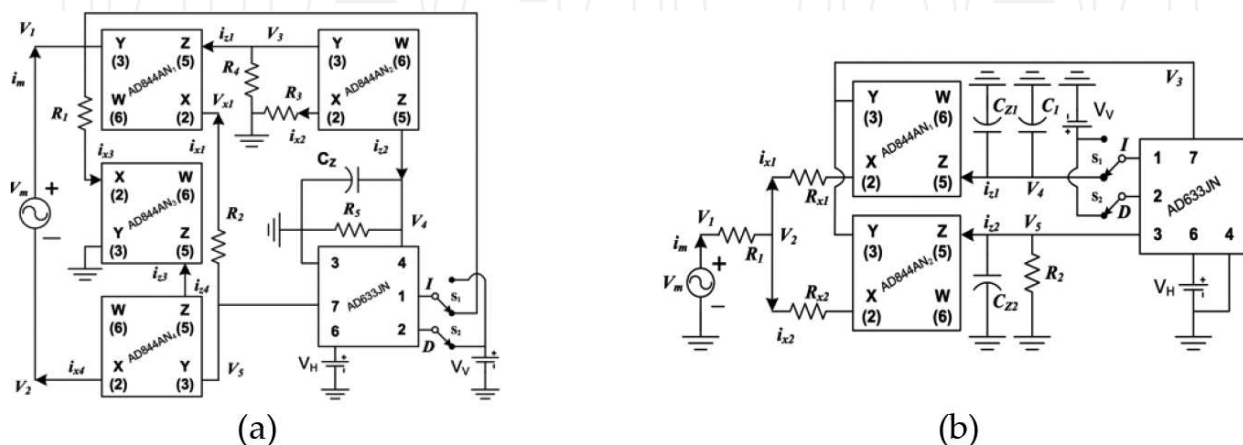 V1
Y
(3)
Z
(5)
AD844AN1
W
(6)
X
(2)
iz1
V3
Y
(3)
W
(6)
AD844AN2
X
(2)
Z
(5)
im
R1
Vx1
R4
R3
ix2
ix1
iz2
ix3
X
(2)
W
(6)
AD844AN3
Y
(3)
Z
(5)
Vm
+
−
R2
CZ
R5
V4
iz3
iz4
W
(6)
Z
(5)
AD844AN4
X
(2)
Y
(3)
ix4
V2
V5
3
4
AD633JN
1
7
6
2
I
S1
S2
D
VH
+
VV
+
(a)
V3
Y
(3)
W
(6)
AD844AN1
X
(2)
Z
(5)
CZ1
C1
VV
+
I
S1
S2
D
1
7
2
AD633JN
3
6
4
ix1
Rx1
iz1
V4
V1
V2
im
R1
Vm
+
−
Y
(3)
Z
(5)
AD844AN2
X
(2)
W
(6)
iz2
V5
Rx2
ix2
CZ2
R2
VH
+
(b)